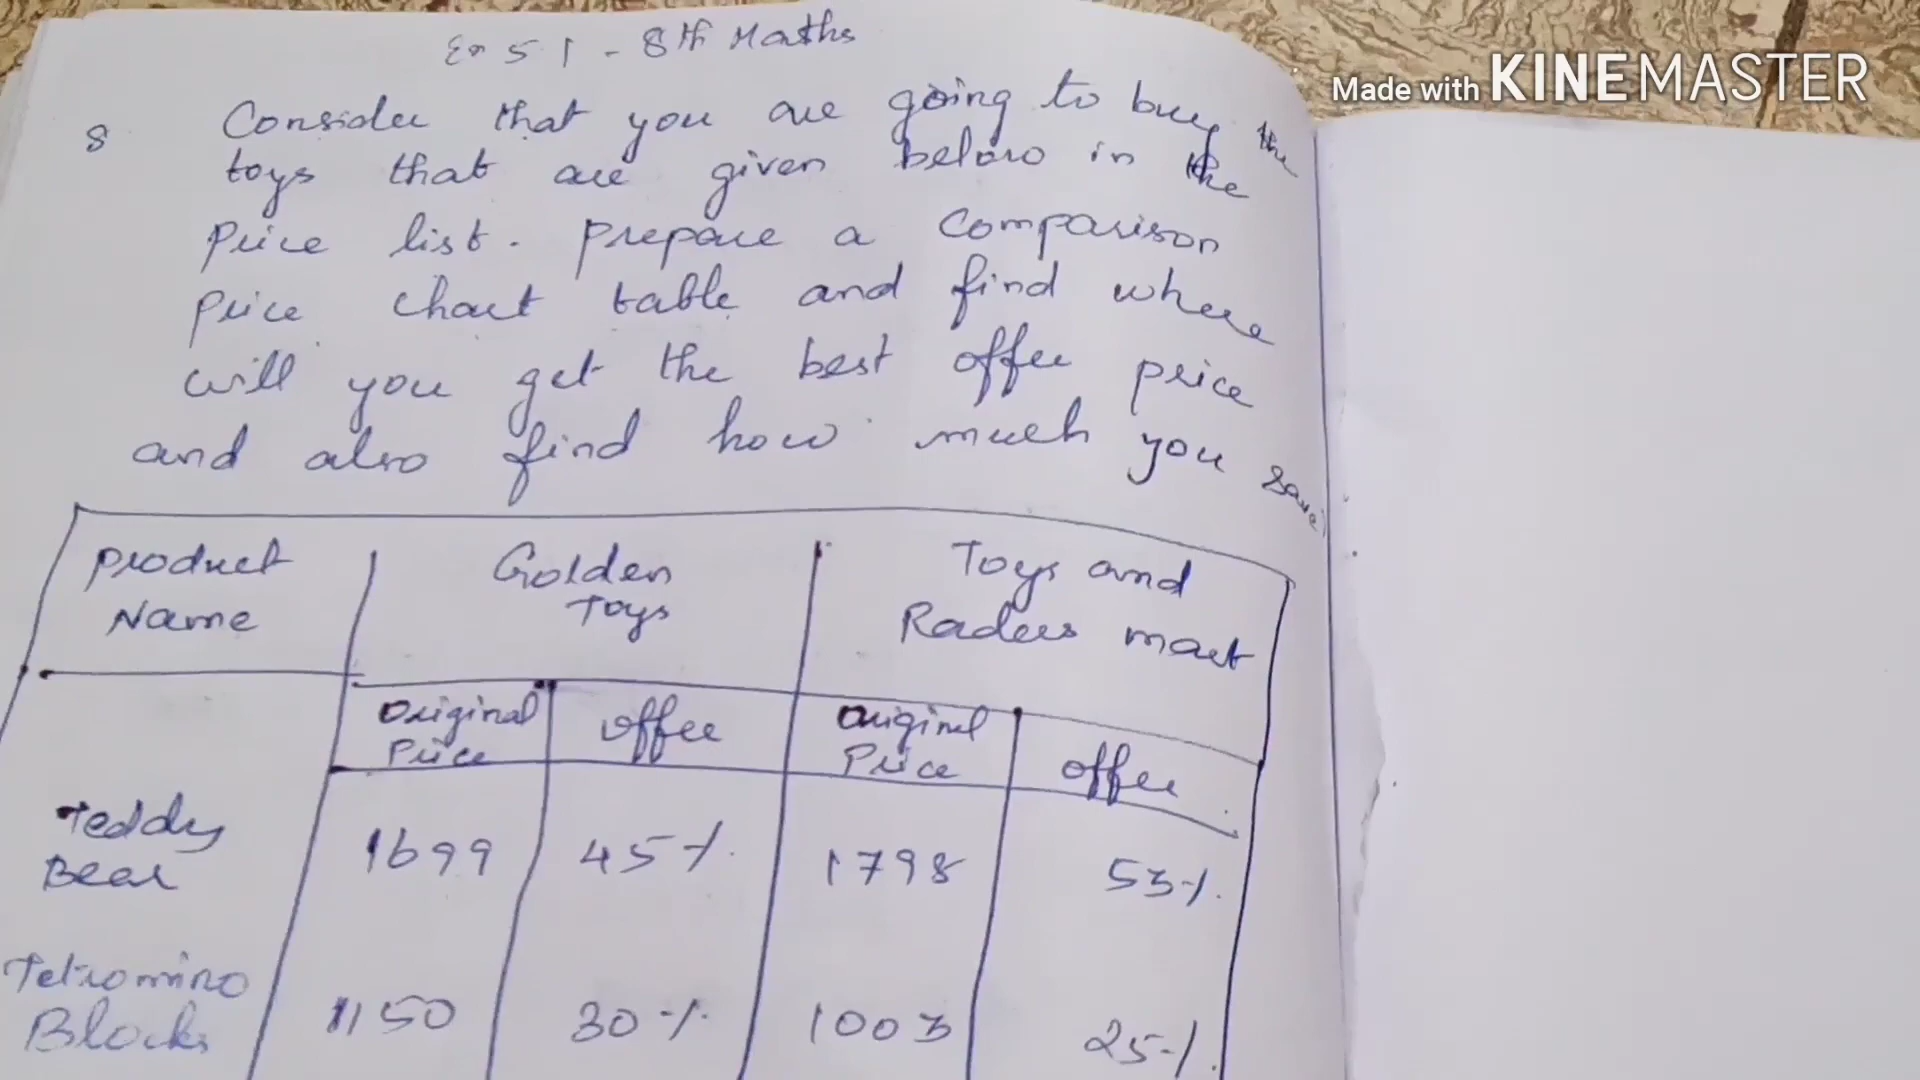 Made with KINEMASTER
Ex 5 1 - 8th Maths
8 Consider that you are going to buy the
toys that are given below in the
Price list. prepare a comparison
price chart table and find where
will you get the best offer price
and also find how much you save
product Name Golden Toys Toys and Raders mart
Original Price offer Original Price offer
Teddy Bear 1699 45% 1798 53%
Tetromino Blocks 1150 30% 1003 25%